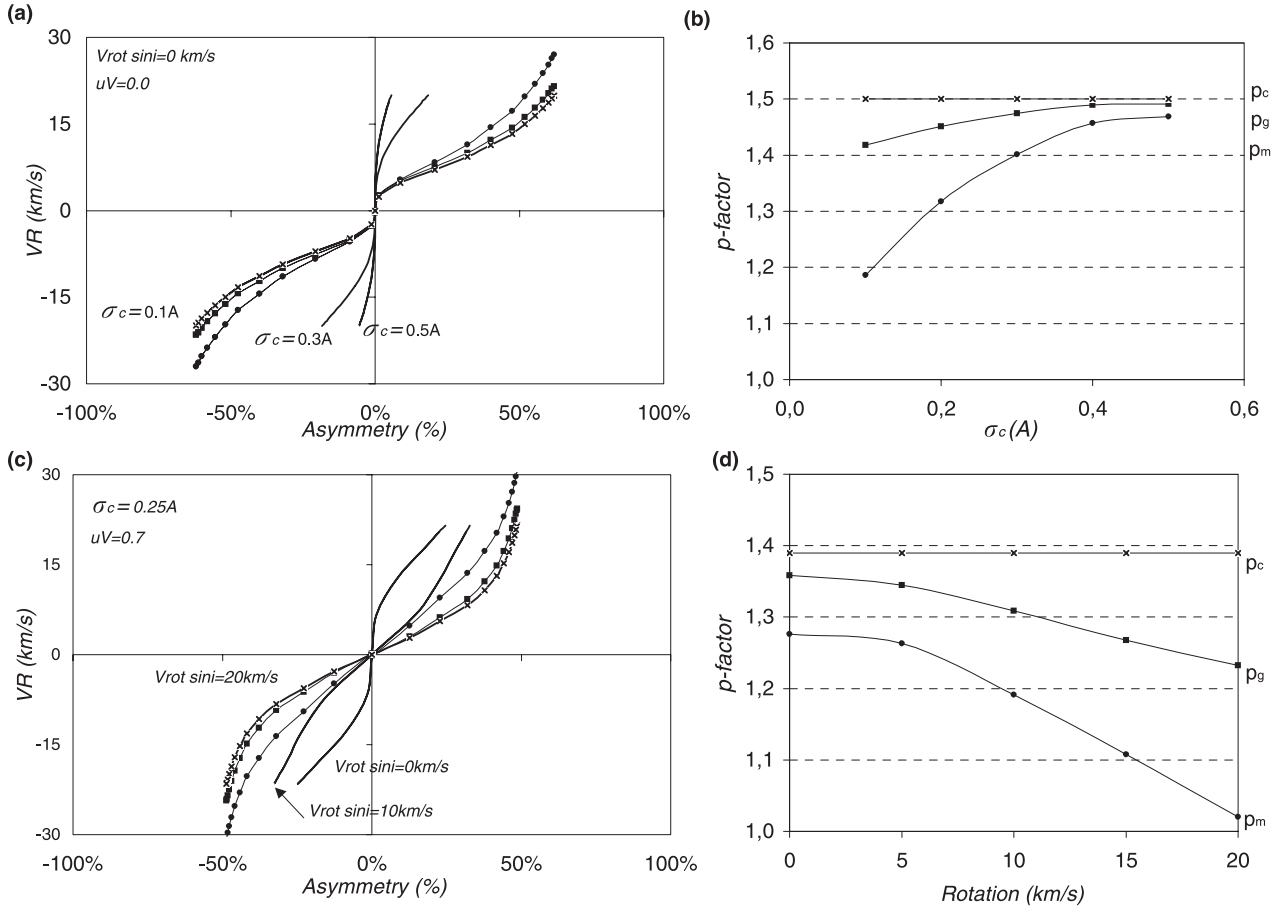 (a)
30
15
0
-15
-30
VR (km/s)
Vrot sini=0 km/s
uV=0.0
σc=0.1A
σc=0.3A
σc=0.5A
-100%
-50%
0%
50%
100%
Asymmetry (%)
(b)
1,6
1,5
1,4
1,3
1,2
1,1
1,0
p-factor
pc
pg
pm
0,0
0,2
0,4
0,6
σc(A)
(c)
30
15
0
-15
-30
VR (km/s)
σc=0.25A
uV=0.7
Vrot sini=20km/s
Vrot sini=0km/s
Vrot sini=10km/s
-100%
-50%
0%
50%
100%
Asymmetry (%)
(d)
1,5
1,4
1,3
1,2
1,1
1,0
p-factor
pc
pg
pm
0
5
10
15
20
Rotation (km/s)